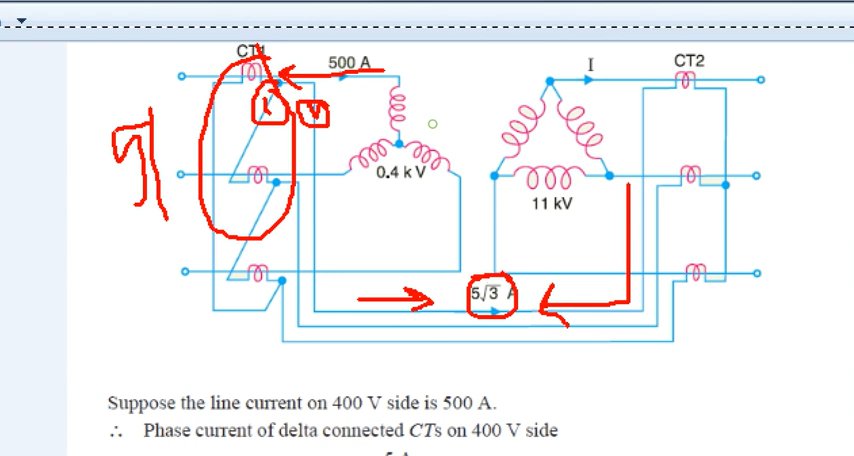 CT1
500 A
I
CT2
0.4 kV
11 kV
5√3 A
Suppose the line current on 400 V side is 500 A.
∴ Phase current of delta connected CTs on 400 V side